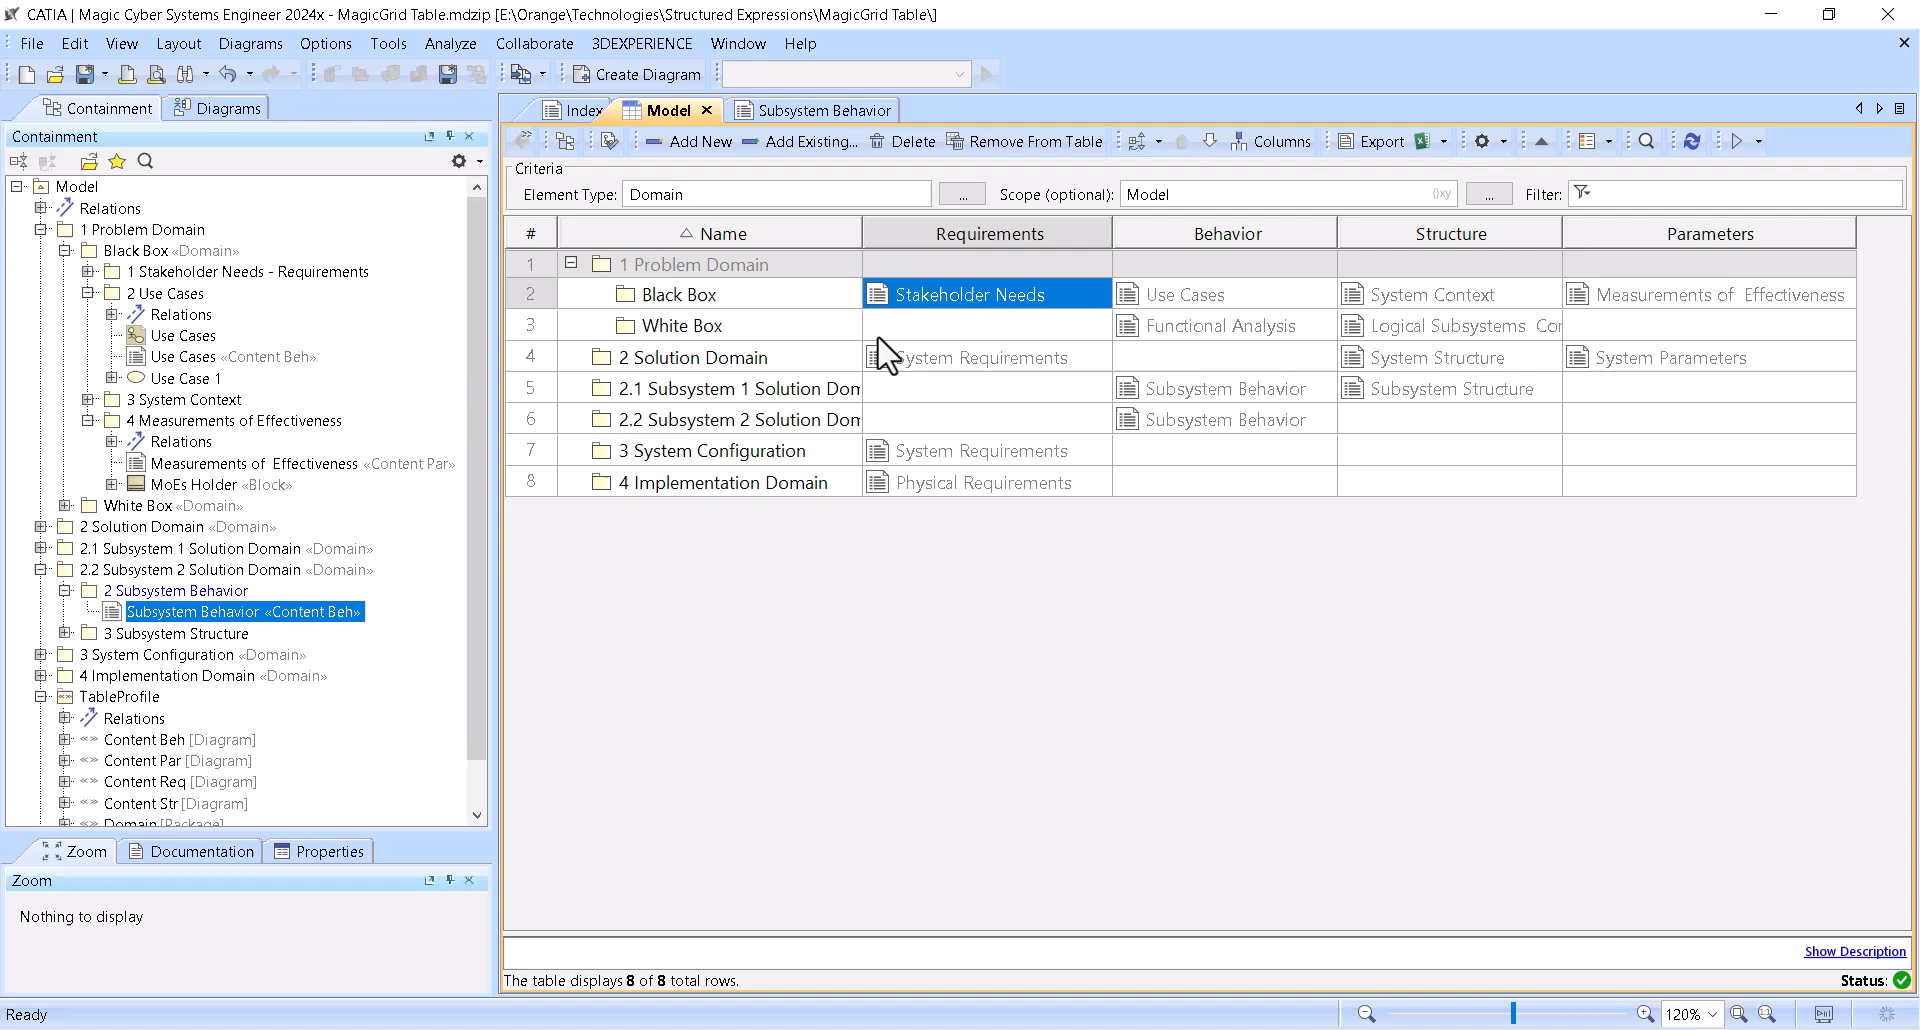 CATIA | Magic Cyber Systems Engineer 2024x - MagicGrid Table.mdzip [E:\Orange\Technologies\Structured Expressions\MagicGrid Table\]
File Edit View Layout Diagrams Options Tools Analyze Collaborate 3DEXPERIENCE Window Help
Create Diagram
Containment Diagrams
Containment
Model
Relations
1 Problem Domain
Black Box «Domain»
1 Stakeholder Needs - Requirements
2 Use Cases
Relations
Use Cases
Use Cases «Content Beh»
Use Case 1
3 System Context
4 Measurements of Effectiveness
Relations
Measurements of Effectiveness «Content Par»
MoEs Holder «Block»
White Box «Domain»
2 Solution Domain «Domain»
2.1 Subsystem 1 Solution Domain «Domain»
2.2 Subsystem 2 Solution Domain «Domain»
2 Subsystem Behavior
Subsystem Behavior «Content Beh»
3 Subsystem Structure
3 System Configuration «Domain»
4 Implementation Domain «Domain»
TableProfile
Relations
Content Beh [Diagram]
Content Par [Diagram]
Content Req [Diagram]
Content Str [Diagram]
Domain [Package]
Zoom Documentation Properties
Zoom
Nothing to display
Index Model Subsystem Behavior
Add New Add Existing... Delete Remove From Table Columns Export
Criteria
Element Type: Domain ... Scope (optional): Model {}xy ... Filter:
# Name Requirements Behavior Structure Parameters
1 1 Problem Domain
2 Black Box Stakeholder Needs Use Cases System Context Measurements of Effectiveness
3 White Box Functional Analysis Logical Subsystems Cor
4 2 Solution Domain ystem Requirements System Structure System Parameters
5 2.1 Subsystem 1 Solution Dom Subsystem Behavior Subsystem Structure
6 2.2 Subsystem 2 Solution Dom Subsystem Behavior
7 3 System Configuration System Requirements
8 4 Implementation Domain Physical Requirements
Show Description
The table displays 8 of 8 total rows. Status:
Ready 120%